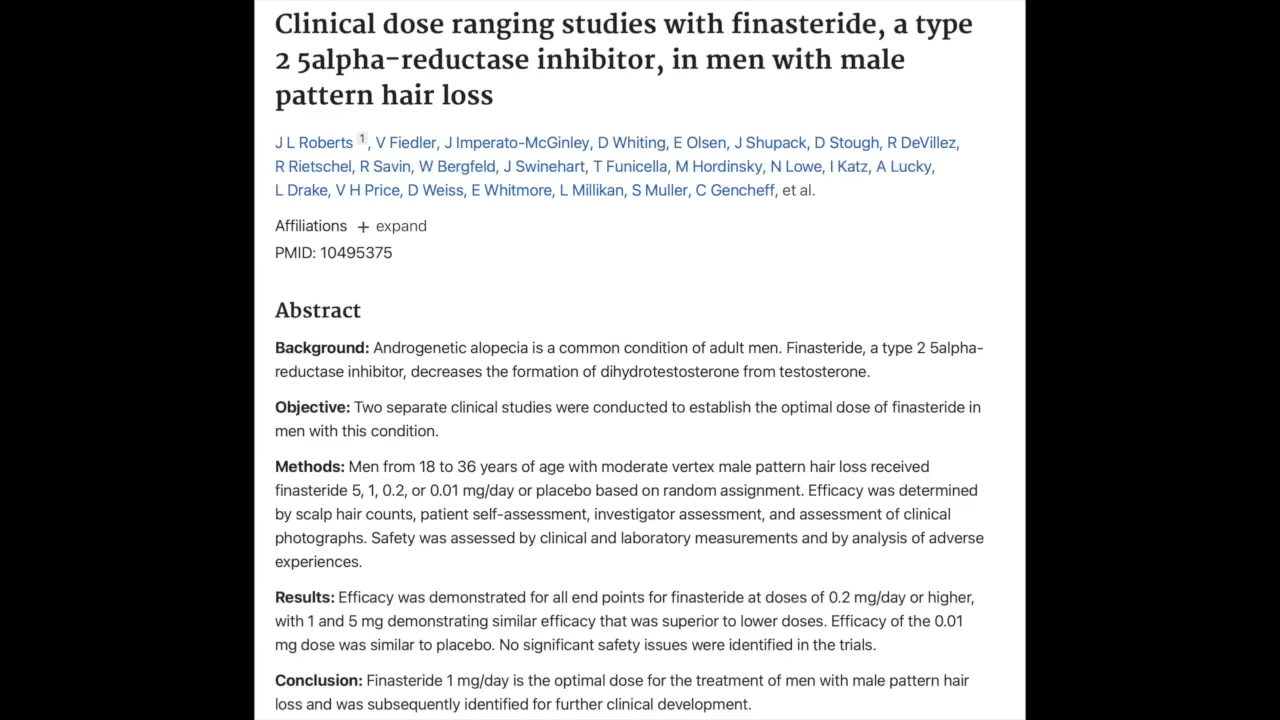 Clinical dose ranging studies with finasteride, a type
2 5alpha-reductase inhibitor, in men with male
pattern hair loss
J L Roberts 1, V Fiedler, J Imperato-McGinley, D Whiting, E Olsen, J Shupack, D Stough, R DeVillez,
R Rietschel, R Savin, W Bergfeld, J Swinehart, T Funicella, M Hordinsky, N Lowe, I Katz, A Lucky,
L Drake, V H Price, D Weiss, E Whitmore, L Millikan, S Muller, C Gencheff, et al.
Affiliations + expand
PMID: 10495375
Abstract
Background: Androgenetic alopecia is a common condition of adult men. Finasteride, a type 2 5alpha-
reductase inhibitor, decreases the formation of dihydrotestosterone from testosterone.
Objective: Two separate clinical studies were conducted to establish the optimal dose of finasteride in
men with this condition.
Methods: Men from 18 to 36 years of age with moderate vertex male pattern hair loss received
finasteride 5, 1, 0.2, or 0.01 mg/day or placebo based on random assignment. Efficacy was determined
by scalp hair counts, patient self-assessment, investigator assessment, and assessment of clinical
photographs. Safety was assessed by clinical and laboratory measurements and by analysis of adverse
experiences.
Results: Efficacy was demonstrated for all end points for finasteride at doses of 0.2 mg/day or higher,
with 1 and 5 mg demonstrating similar efficacy that was superior to lower doses. Efficacy of the 0.01
mg dose was similar to placebo. No significant safety issues were identified in the trials.
Conclusion: Finasteride 1 mg/day is the optimal dose for the treatment of men with male pattern hair
loss and was subsequently identified for further clinical development.